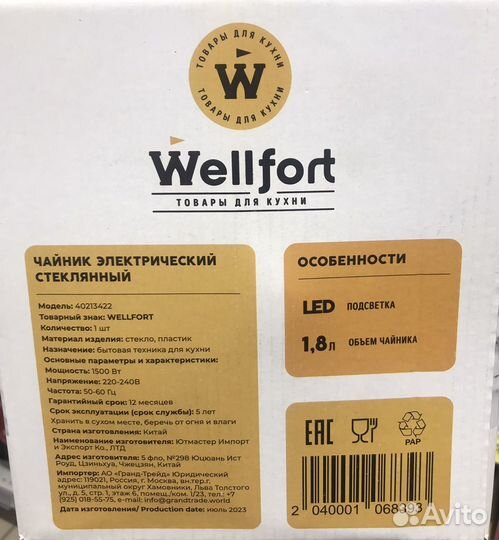 ТОВАРЫ ДЛЯ КУХНИ
W
ТОВАРЫ ДЛЯ КУХНИ
Wellfort
ТОВАРЫ ДЛЯ КУХНИ
ЧАЙНИК ЭЛЕКТРИЧЕСКИЙ
СТЕКЛЯННЫЙ
Модель: 40213422
Товарный знак: WELLFORT
Количество: 1 шт
Материал изделия: стекло, пластик
Назначение: бытовая техника для кухни
Основные параметры и характеристики:
Мощность: 1500 Вт
Напряжение: 220-240В
Частота: 50-60 Гц
Гарантийный срок: 12 месяцев
Срок эксплуатации (срок службы): 5 лет
Хранить в сухом месте, беречь от огня и влаги
Страна изготовления: Китай
Наименование изготовителя: Ютмастер Импорт
и Экспорт Ко., ЛТД
Адрес изготовителя: 5 фло, №298 Юцюань Ист
Роуд, Цзиньхуа, Чжецзян, Китай
Импортер: АО «Гранд-Трейд» Юридический
адрес: 119021, Россия, г. Москва, вн.тер.г.
муниципальный округ Хамовники, Льва Толстого
ул., д. 5, стр. 1, этаж 6, помещ./ком. 1/23, тел.: +7
(925) 018-55-75, e-mail: info@grandtrade.world
Дата изготовления/ Production date: июль 2023
ОСОБЕННОСТИ
LED ПОДСВЕТКА
1,8л ОБЪЕМ ЧАЙНИКА
EAC
PAP
2 040001 068393
Avito